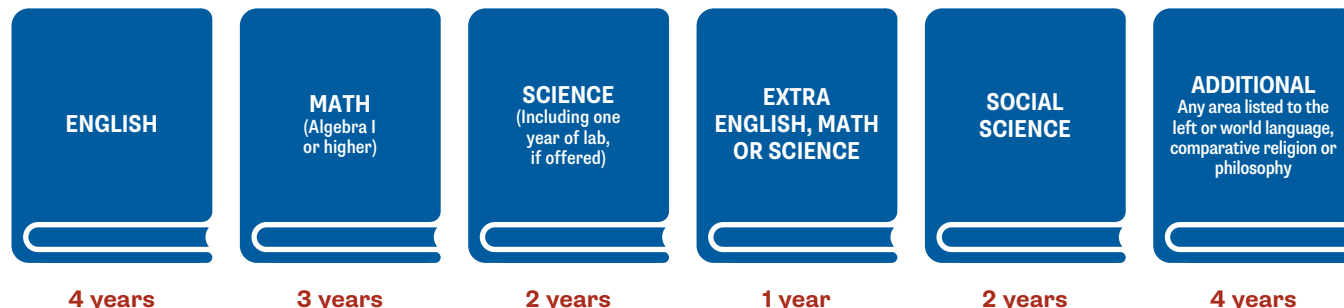 ENGLISH
4 years
MATH
(Algebra I
or higher)
3 years
SCIENCE
(Including one
year of lab,
if offered)
2 years
EXTRA
ENGLISH, MATH
OR SCIENCE
1 year
SOCIAL
SCIENCE
2 years
ADDITIONAL
Any area listed to the
left or world language,
comparative religion or
philosophy
4 years